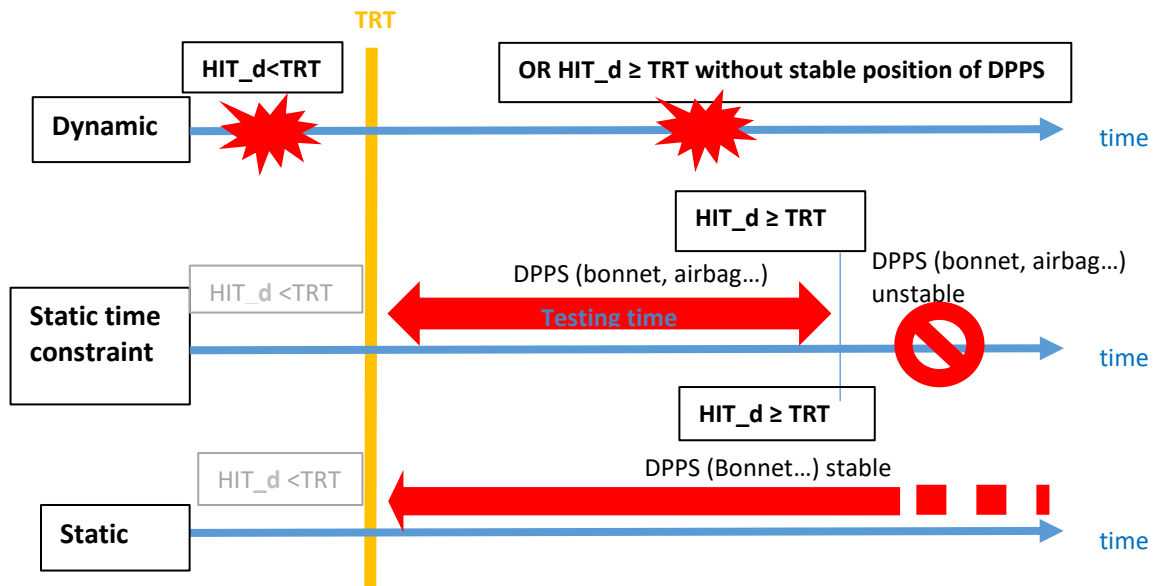 TRT
HIT_d<TRT
OR HIT_d ≥ TRT without stable position of DPPS
Dynamic
time
HIT_d ≥ TRT
HIT_d <TRT
DPPS (bonnet, airbag…)
DPPS (bonnet, airbag…)
unstable
Static time
constraint
Testing time
time
HIT_d ≥ TRT
HIT_d <TRT
DPPS (Bonnet…) stable
Static
time